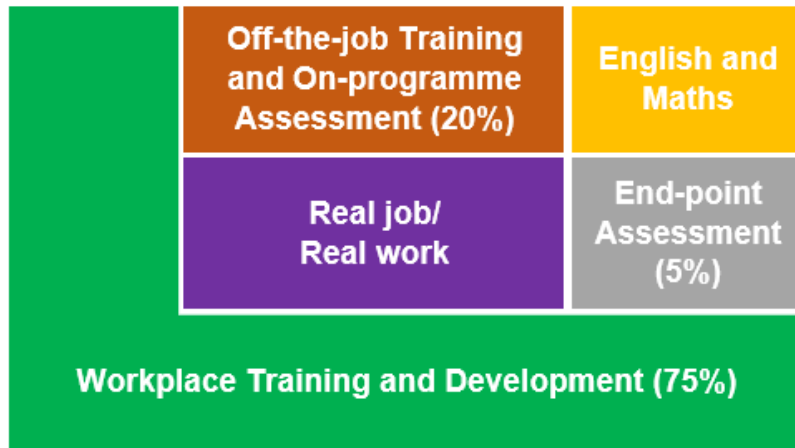 Off-the-job Training
and On-programme
Assessment (20%)
English and
Maths
Real job/
Real work
End-point
Assessment
(5%)
Workplace Training and Development (75%)